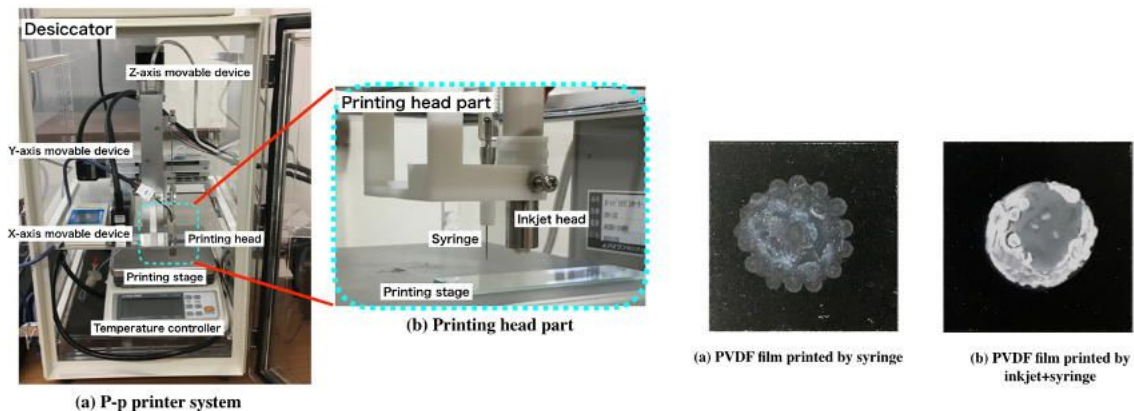 Desiccator
Z-axis movable device
Y-axis movable device
X-axis movable device
Printing head
Printing stage
Temperature controller
(a) P-p printer system
Printing head part
Inkjet head
Syringe
Printing stage
(b) Printing head part
(a) PVDF film printed by syringe
(b) PVDF film printed by
inkjet+syringe